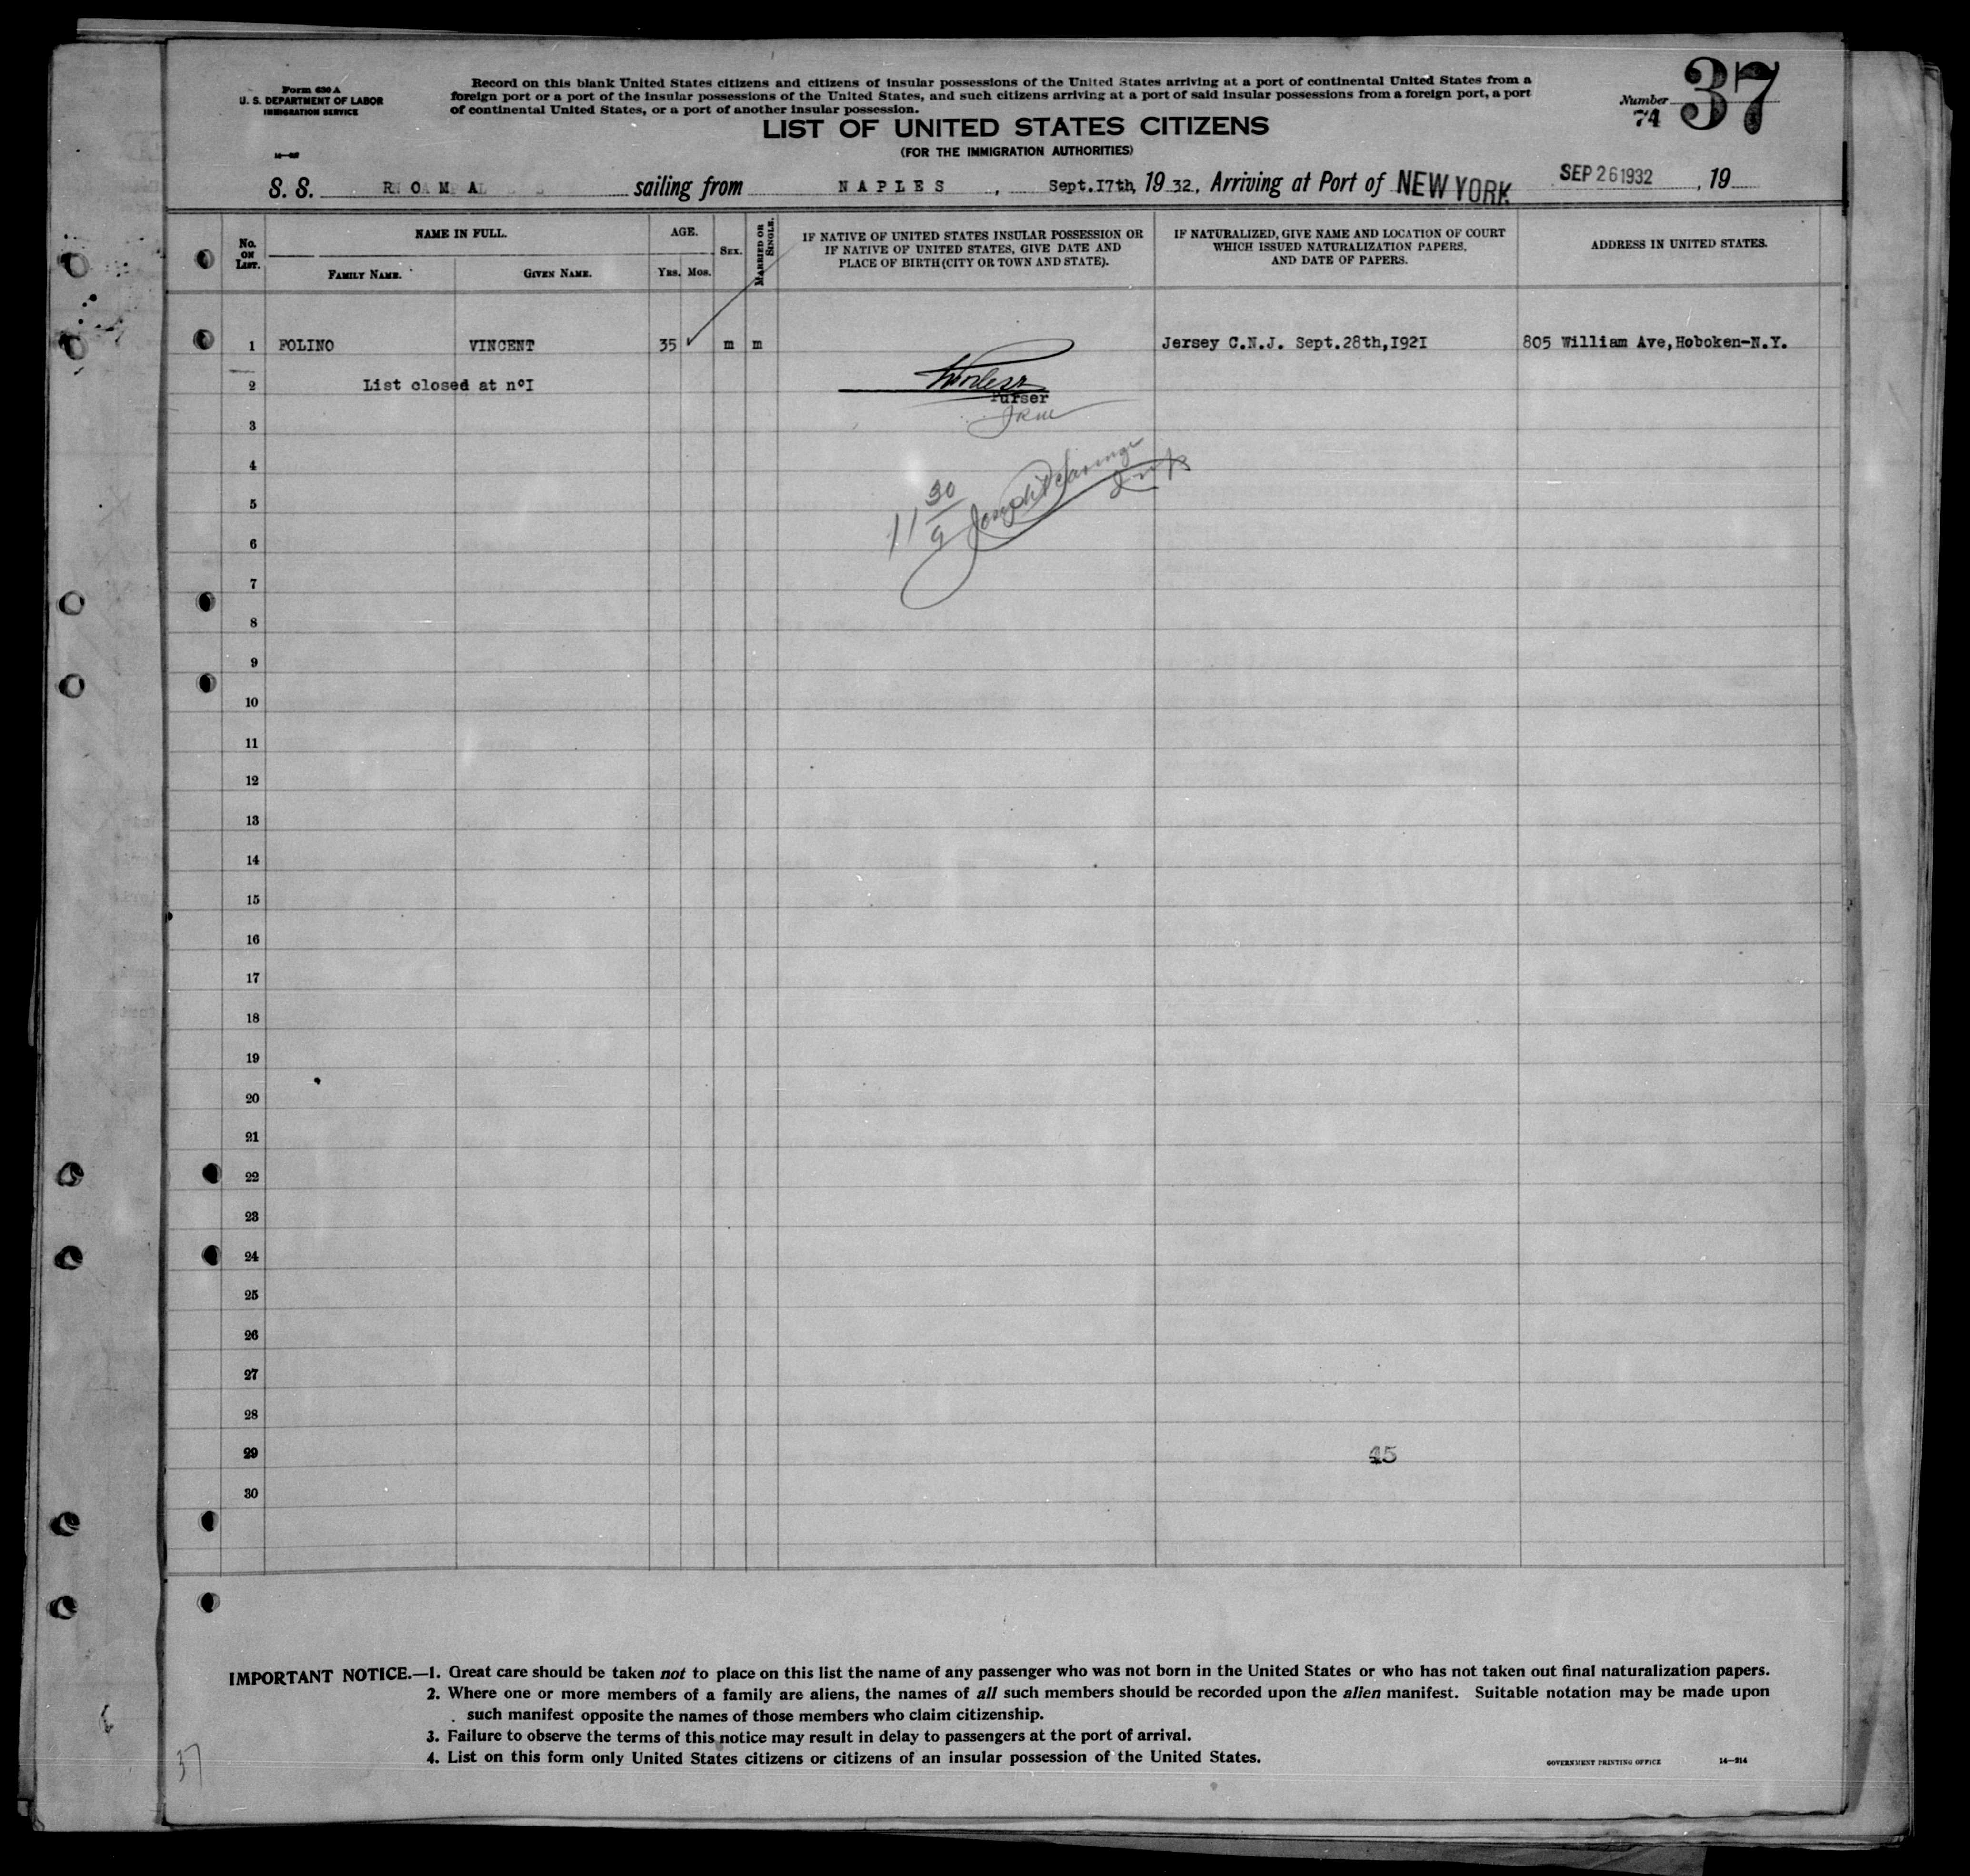 Form 630 A
U. S. DEPARTMENT OF LABOR
IMMIGRATION SERVICE
Record on this blank United States citizens and citizens of insular possessions of the United States arriving at a port of continental United States from a
foreign port or a port of the insular possessions of the United States, and such citizens arriving at a port of said insular possessions from a foreign port, a port
of continental United States, or a port of another insular possession.
Number 37
74
LIST OF UNITED STATES CITIZENS
(FOR THE IMMIGRATION AUTHORITIES)
S. S. R O M A sailing from N A P L E S , Sept.I7th, 19 32, Arriving at Port of NEW YORK SEP 26 1932 , 19
No. ON LIST.
NAME IN FULL.
FAMILY NAME.
GIVEN NAME.
AGE.
YRS. MOS.
SEX.
MARRIED OR SINGLE.
IF NATIVE OF UNITED STATES INSULAR POSSESSION OR
IF NATIVE OF UNITED STATES, GIVE DATE AND
PLACE OF BIRTH (CITY OR TOWN AND STATE).
IF NATURALIZED, GIVE NAME AND LOCATION OF COURT
WHICH ISSUED NATURALIZATION PAPERS,
AND DATE OF PAPERS.
ADDRESS IN UNITED STATES.
1 FOLINO VINCENT 35 m m Jersey C.N.J. Sept.28th,I92I 805 William Ave,Hoboken-N.Y.
2 List closed at n°I
Purser
3
4
5
11 30/9
6
7
8
9
10
11
12
13
14
15
16
17
18
19
20
21
22
23
24
25
26
27
28
29 45
30
IMPORTANT NOTICE.—1. Great care should be taken not to place on this list the name of any passenger who was not born in the United States or who has not taken out final naturalization papers.
2. Where one or more members of a family are aliens, the names of all such members should be recorded upon the alien manifest. Suitable notation may be made upon
such manifest opposite the names of those members who claim citizenship.
3. Failure to observe the terms of this notice may result in delay to passengers at the port of arrival.
4. List on this form only United States citizens or citizens of an insular possession of the United States.
GOVERNMENT PRINTING OFFICE 14—214
37